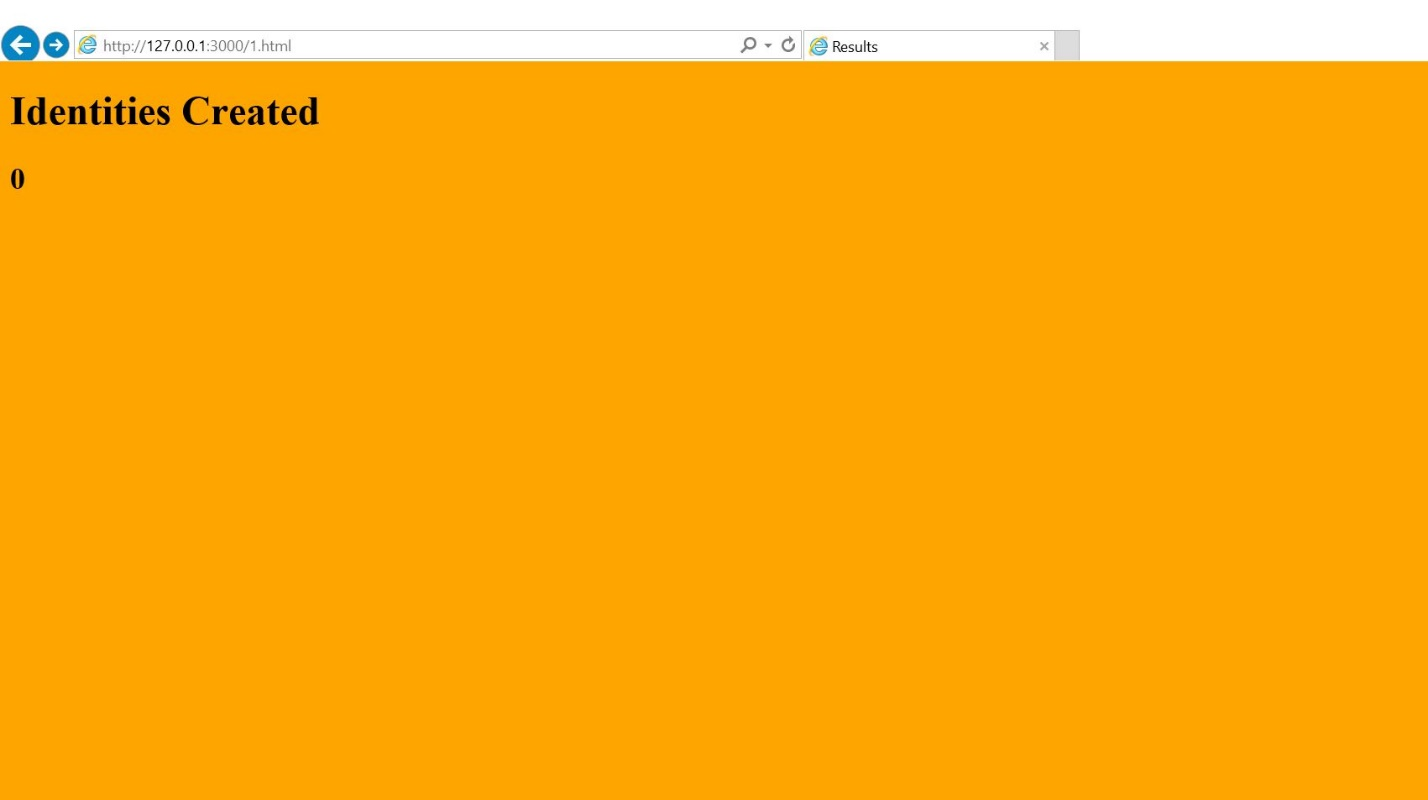 http://127.0.0.1:3000/1.html
Results
Identities Created
0